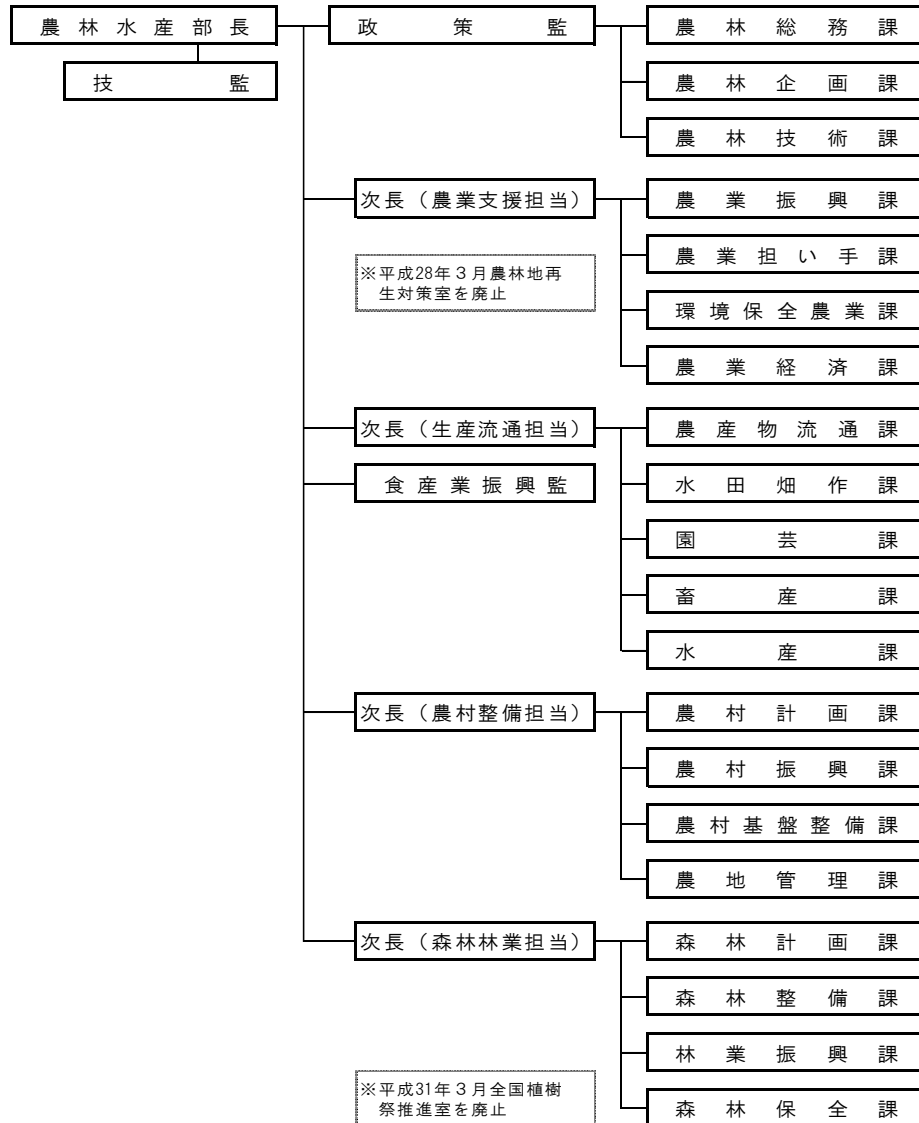 農林水産部長
政策監
農林総務課
技監
農林企画課
農林技術課
次長（農業支援担当）
農業振興課
農業担い手課
※平成28年３月農林地再
生対策室を廃止
環境保全農業課
農業経済課
次長（生産流通担当）
農産物流通課
食産業振興監
水田畑作課
園芸課
畜産課
水産課
次長（農村整備担当）
農村計画課
農村振興課
農村基盤整備課
農地管理課
次長（森林林業担当）
森林計画課
森林整備課
林業振興課
※平成31年３月全国植樹
祭推進室を廃止
森林保全課